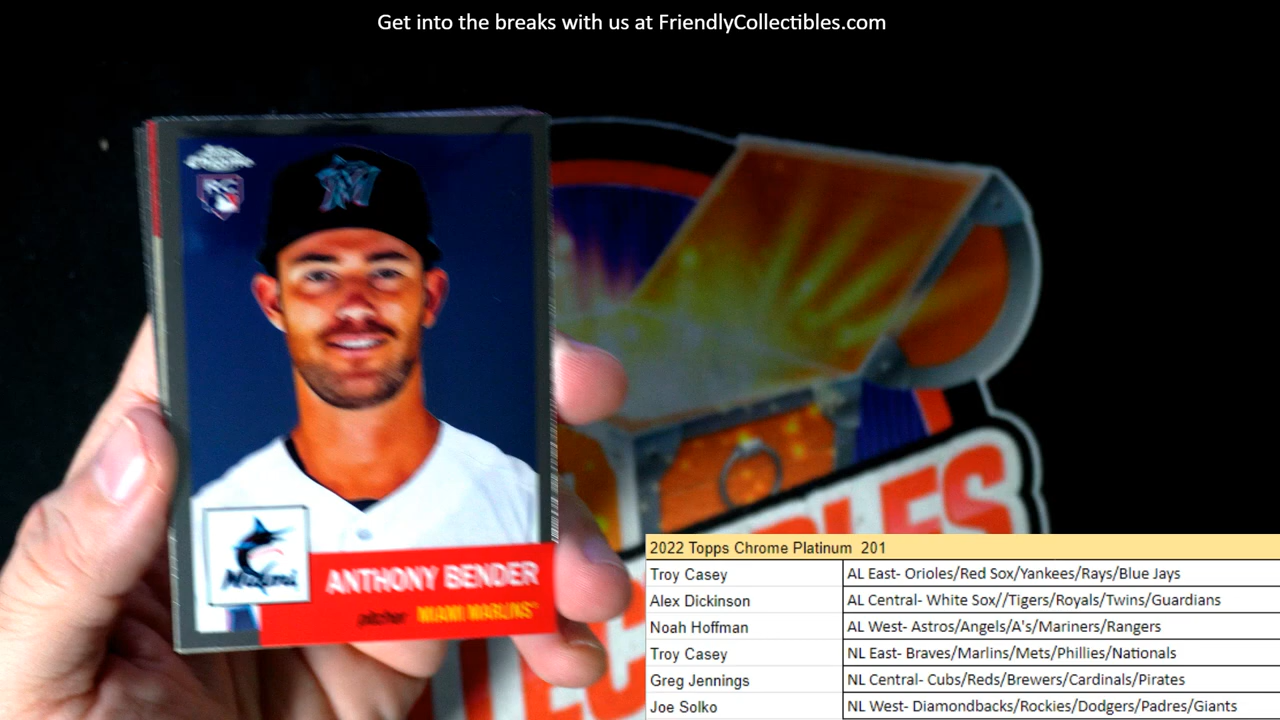 Get into the breaks with us at FriendlyCollectibles.com
RC
Miami
ANTHONY BENDER
pitcher MIAMI MARLINS
2022 Topps Chrome Platinum 201
Troy Casey AL East- Orioles/Red Sox/Yankees/Rays/Blue Jays
Alex Dickinson AL Central- White Sox//Tigers/Royals/Twins/Guardians
Noah Hoffman AL West- Astros/Angels/A's/Mariners/Rangers
Troy Casey NL East- Braves/Marlins/Mets/Phillies/Nationals
Greg Jennings NL Central- Cubs/Reds/Brewers/Cardinals/Pirates
Joe Solko NL West- Diamondbacks/Rockies/Dodgers/Padres/Giants